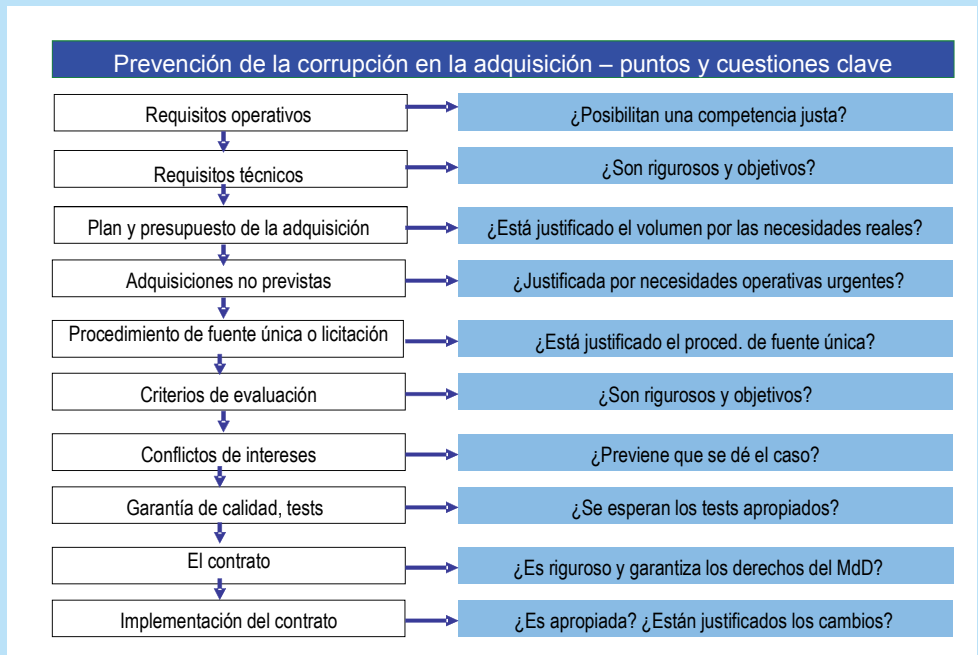 Prevención de la corrupción en la adquisición – puntos y cuestiones clave
Requisitos operativos
¿Posibilitan una competencia justa?
Requisitos técnicos
¿Son rigurosos y objetivos?
Plan y presupuesto de la adquisición
¿Está justificado el volumen por las necesidades reales?
Adquisiciones no previstas
¿Justificada por necesidades operativas urgentes?
Procedimiento de fuente única o licitación
¿Está justificado el proced. de fuente única?
Criterios de evaluación
¿Son rigurosos y objetivos?
Conflictos de intereses
¿Previene que se dé el caso?
Garantía de calidad, tests
¿Se esperan los tests apropiados?
El contrato
¿Es riguroso y garantiza los derechos del MdD?
Implementación del contrato
¿Es apropiada? ¿Están justificados los cambios?